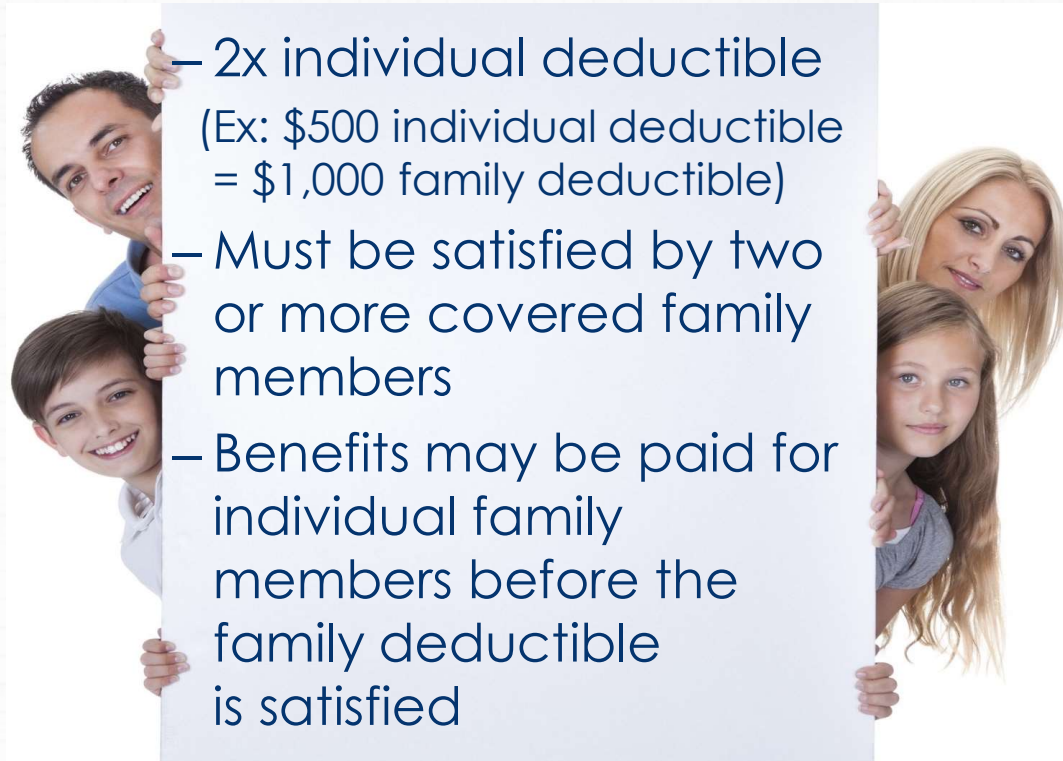 – 2x individual deductible
(Ex: $500 individual deductible
= $1,000 family deductible)
– Must be satisfied by two
or more covered family
members
– Benefits may be paid for
individual family
members before the
family deductible
is satisfied